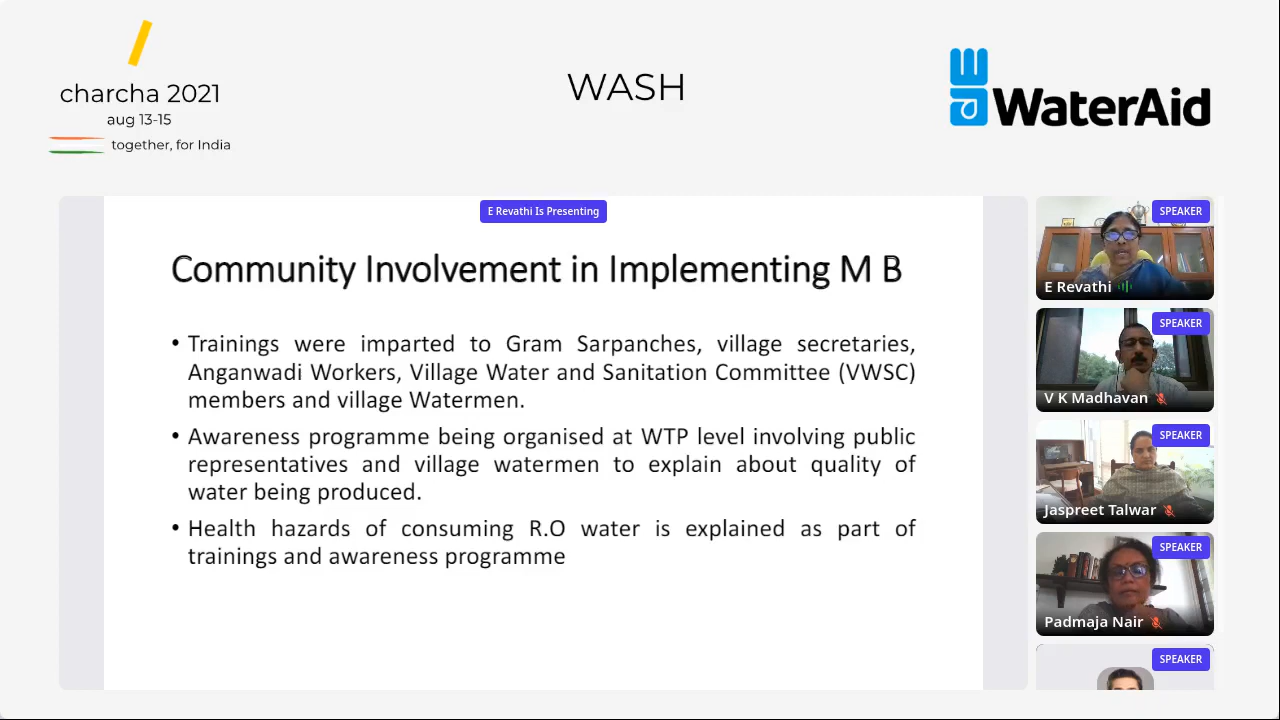 charcha 2021
aug 13-15
together, for India
WASH
WaterAid
E Revathi Is Presenting
Community Involvement in Implementing M B
• Trainings were imparted to Gram Sarpanches, village secretaries,
Anganwadi Workers, Village Water and Sanitation Committee (VWSC)
members and village Watermen.
• Awareness programme being organised at WTP level involving public
representatives and village watermen to explain about quality of
water being produced.
• Health hazards of consuming R.O water is explained as part of
trainings and awareness programme
SPEAKER
E Revathi
SPEAKER
V K Madhavan
SPEAKER
Jaspreet Talwar
SPEAKER
Padmaja Nair
SPEAKER